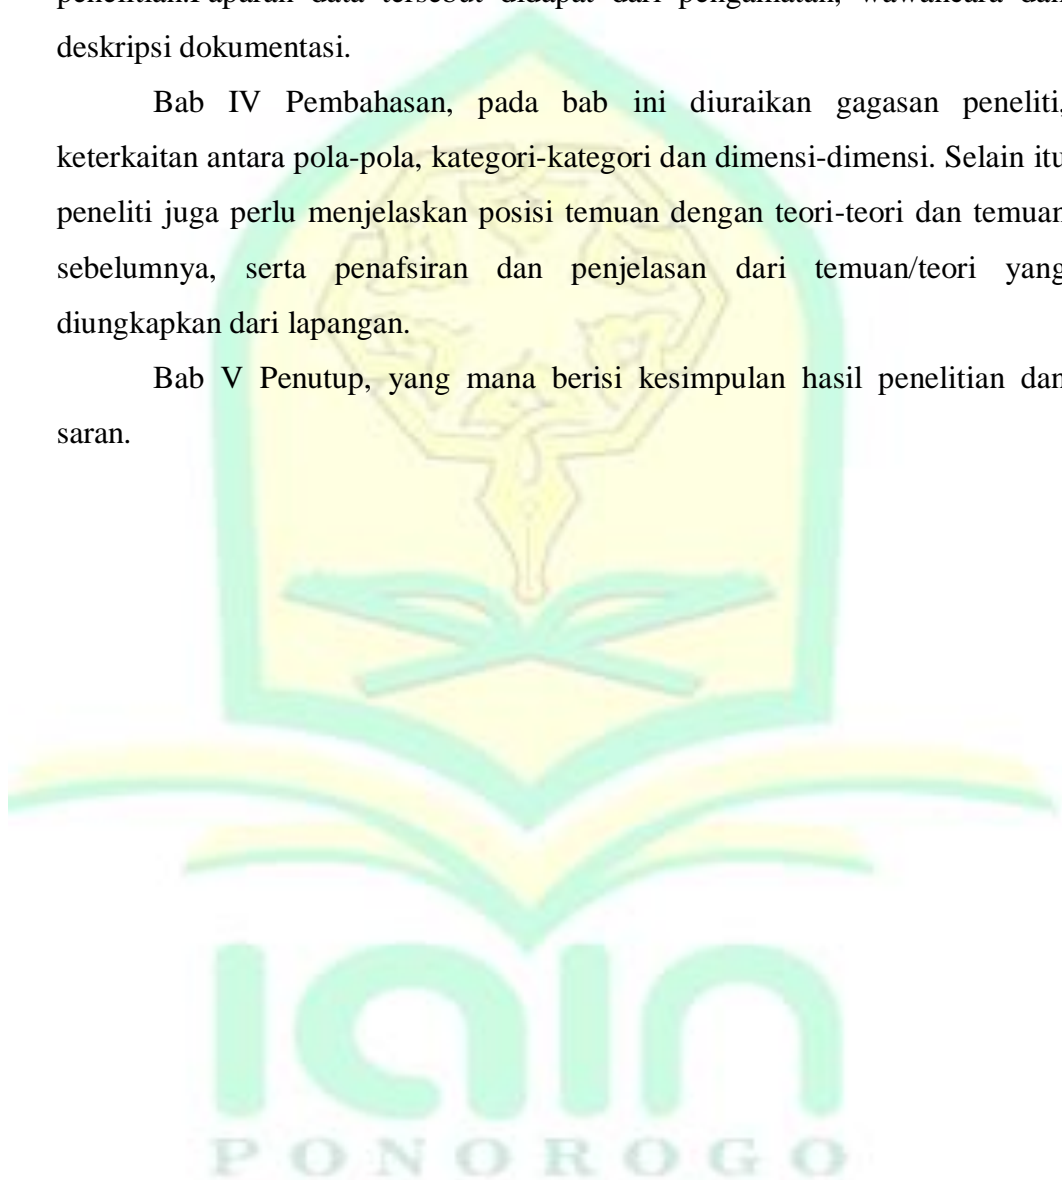 penelitian.Paparan data tersebut didapat dari pengamatan, wawancara dan
deskripsi dokumentasi.
Bab IV Pembahasan, pada bab ini diuraikan gagasan peneliti,
keterkaitan antara pola-pola, kategori-kategori dan dimensi-dimensi. Selain itu
peneliti juga perlu menjelaskan posisi temuan dengan teori-teori dan temuan
sebelumnya, serta penafsiran dan penjelasan dari temuan/teori yang
diungkapkan dari lapangan.
Bab V Penutup, yang mana berisi kesimpulan hasil penelitian dan
saran.
iain
PONOROGO